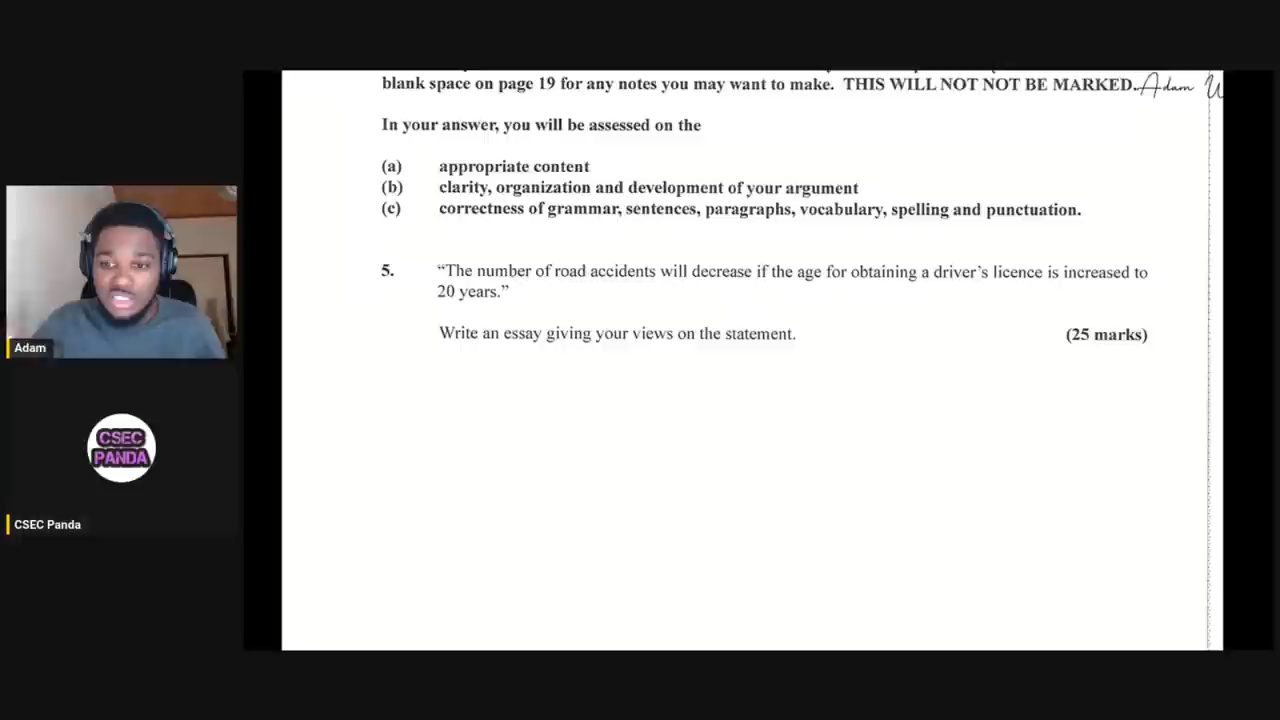 blank space on page 19 for any notes you may want to make. THIS WILL NOT NOT BE MARKED. Adam
In your answer, you will be assessed on the
(a) appropriate content
(b) clarity, organization and development of your argument
(c) correctness of grammar, sentences, paragraphs, vocabulary, spelling and punctuation.
5. “The number of road accidents will decrease if the age for obtaining a driver’s licence is increased to
20 years.”
Write an essay giving your views on the statement. (25 marks)
Adam
CSEC
PANDA
CSEC Panda